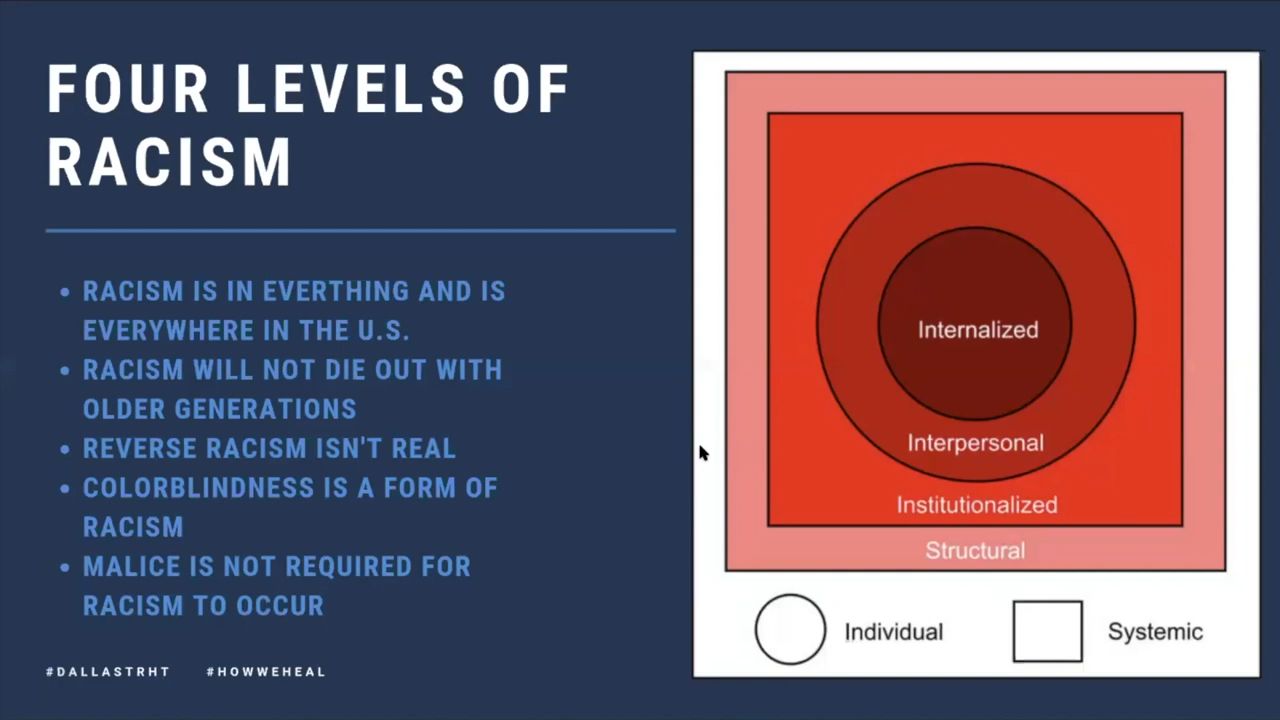 FOUR LEVELS OF
RACISM
• RACISM IS IN EVERTHING AND IS
EVERYWHERE IN THE U.S.
• RACISM WILL NOT DIE OUT WITH
OLDER GENERATIONS
• REVERSE RACISM ISN'T REAL
• COLORBLINDNESS IS A FORM OF
RACISM
• MALICE IS NOT REQUIRED FOR
RACISM TO OCCUR
#DALLASTRHT #HOWWEHEAL
Internalized
Interpersonal
Institutionalized
Structural
Individual
Systemic